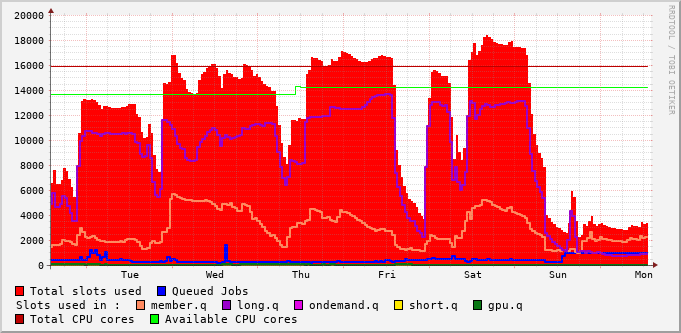 20000
18000
16000
14000
12000
10000
8000
6000
4000
2000
0
Tue Wed Thu Fri Sat Sun Mon
RRDTOOL / TOBI OETIKER
Total slots used Queued Jobs
Slots used in : member.q long.q ondemand.q short.q gpu.q
Total CPU cores Available CPU cores